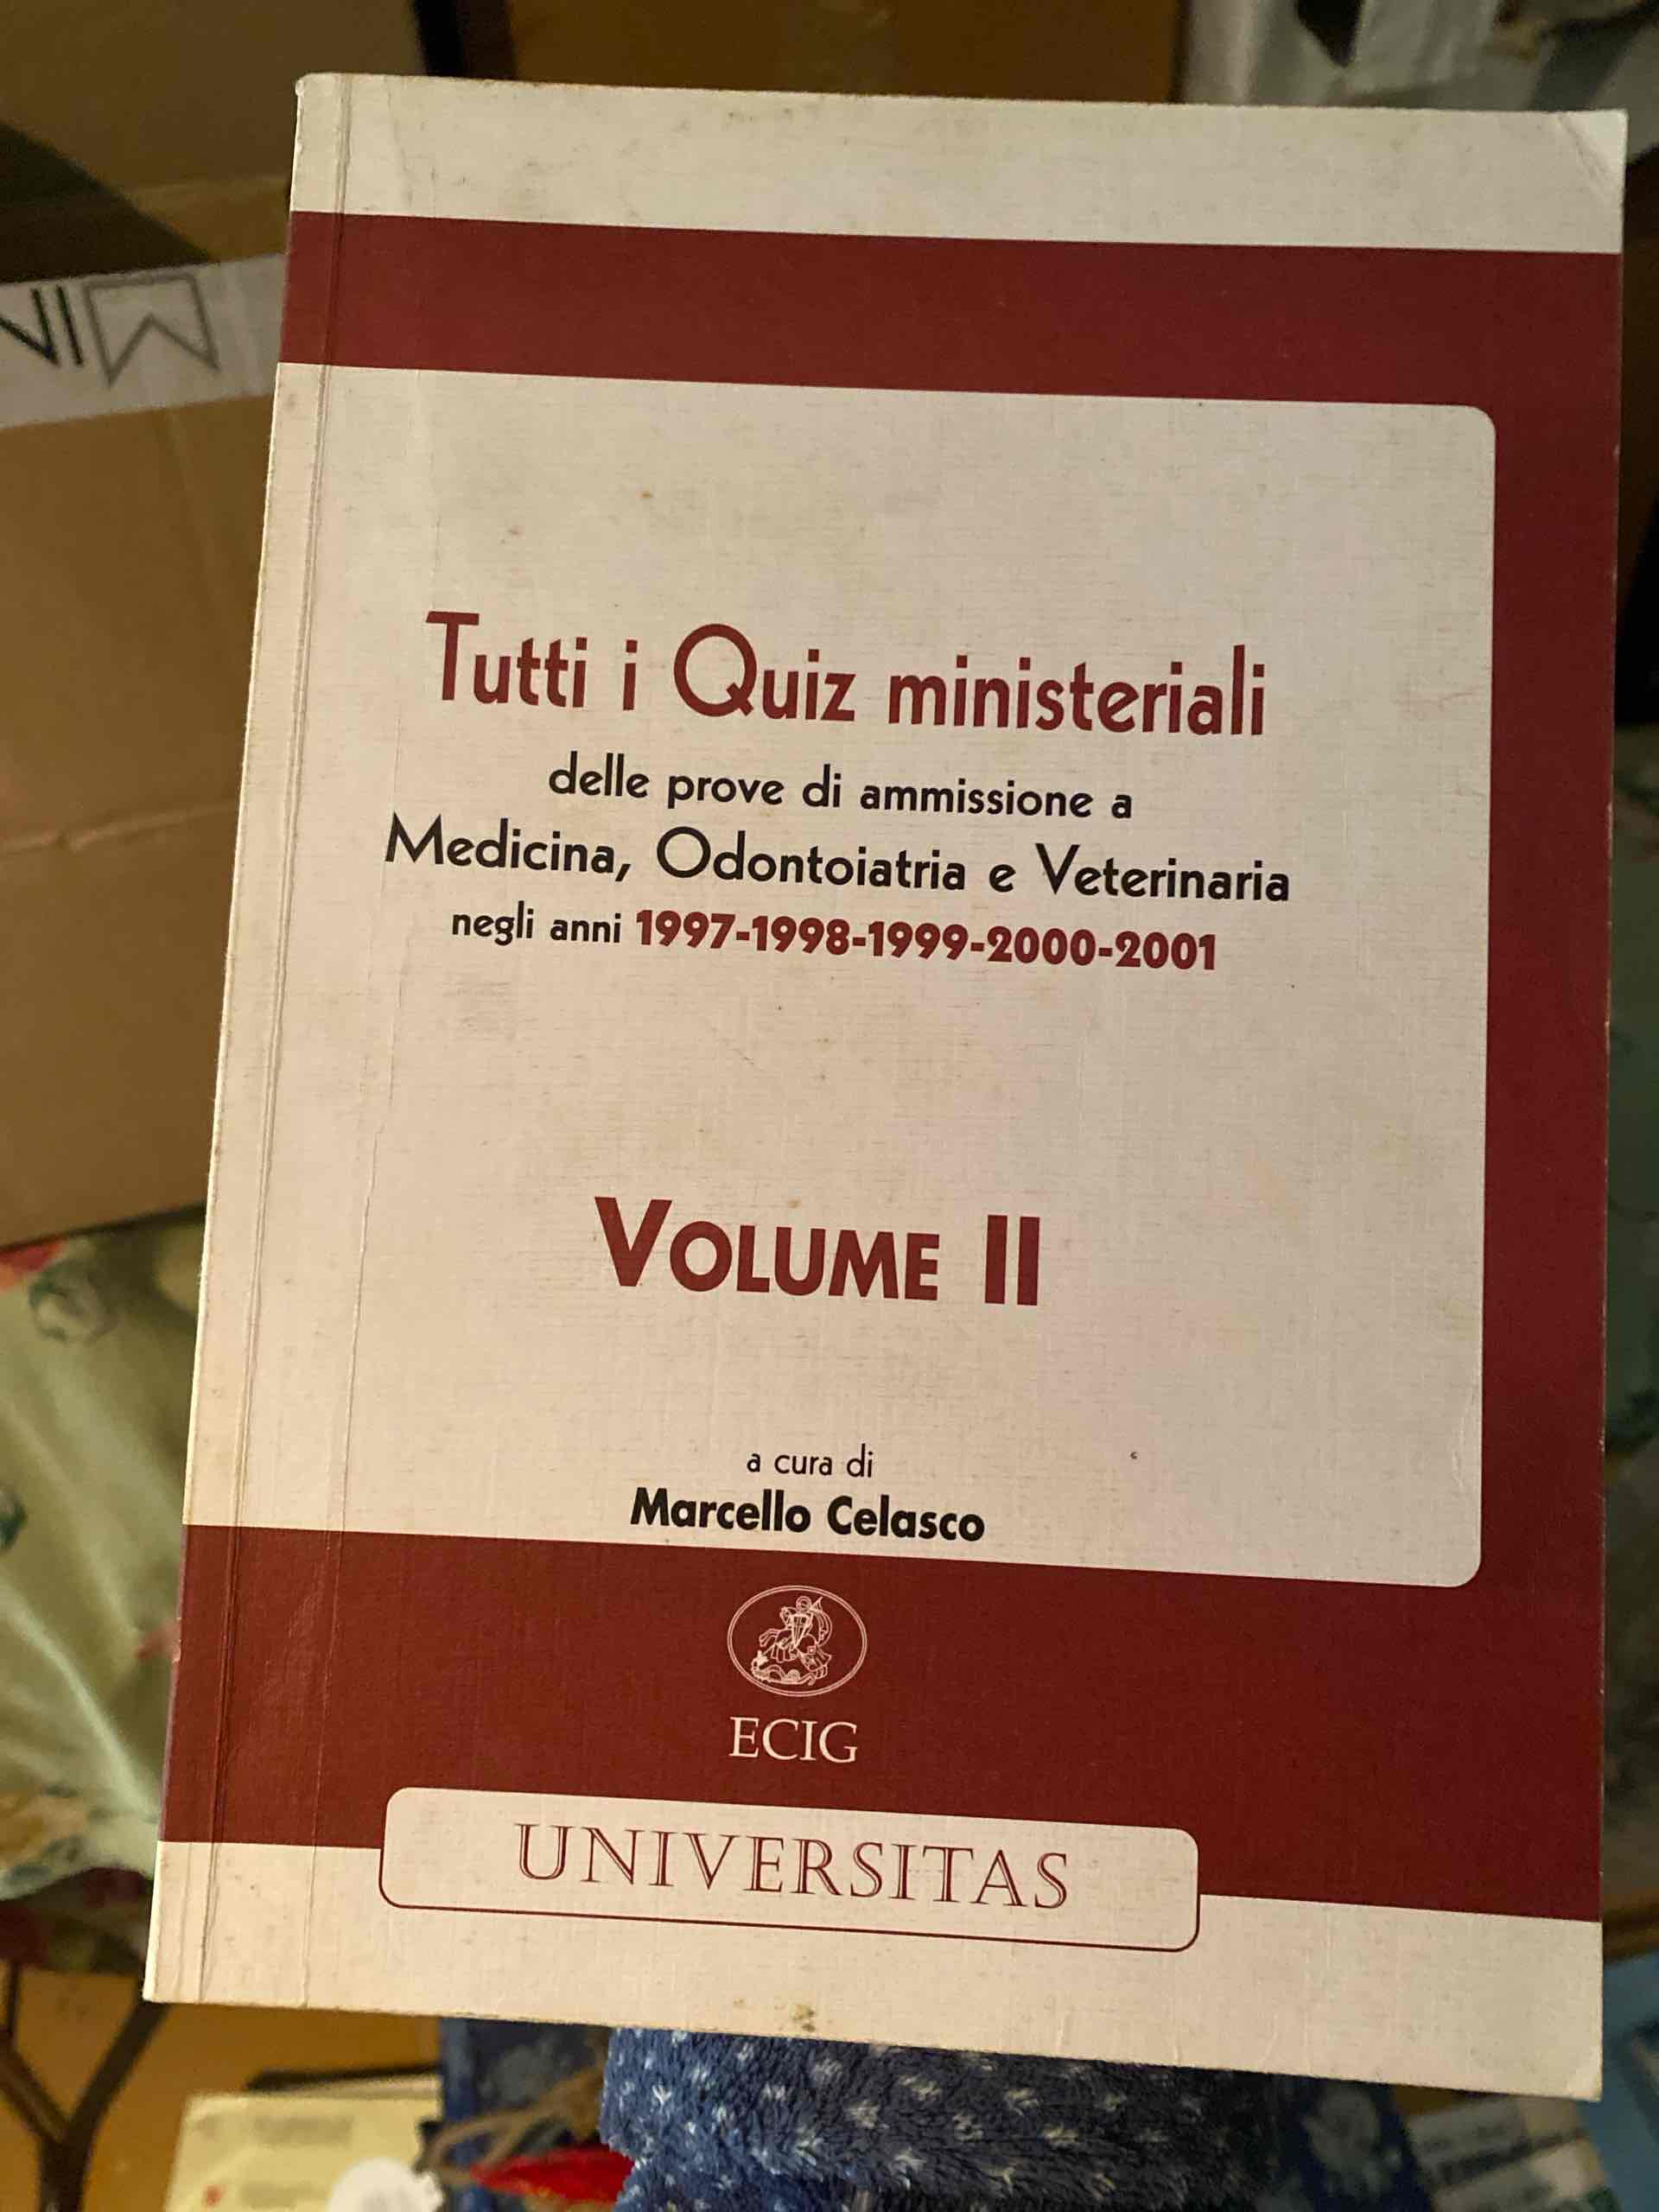 Tutti i Quiz ministeriali
delle prove di ammissione a
Medicina, Odontoiatria e Veterinaria
negli anni 1997-1998-1999-2000-2001
VOLUME II
a cura di
Marcello Celasco
ECIG
UNIVERSITAS